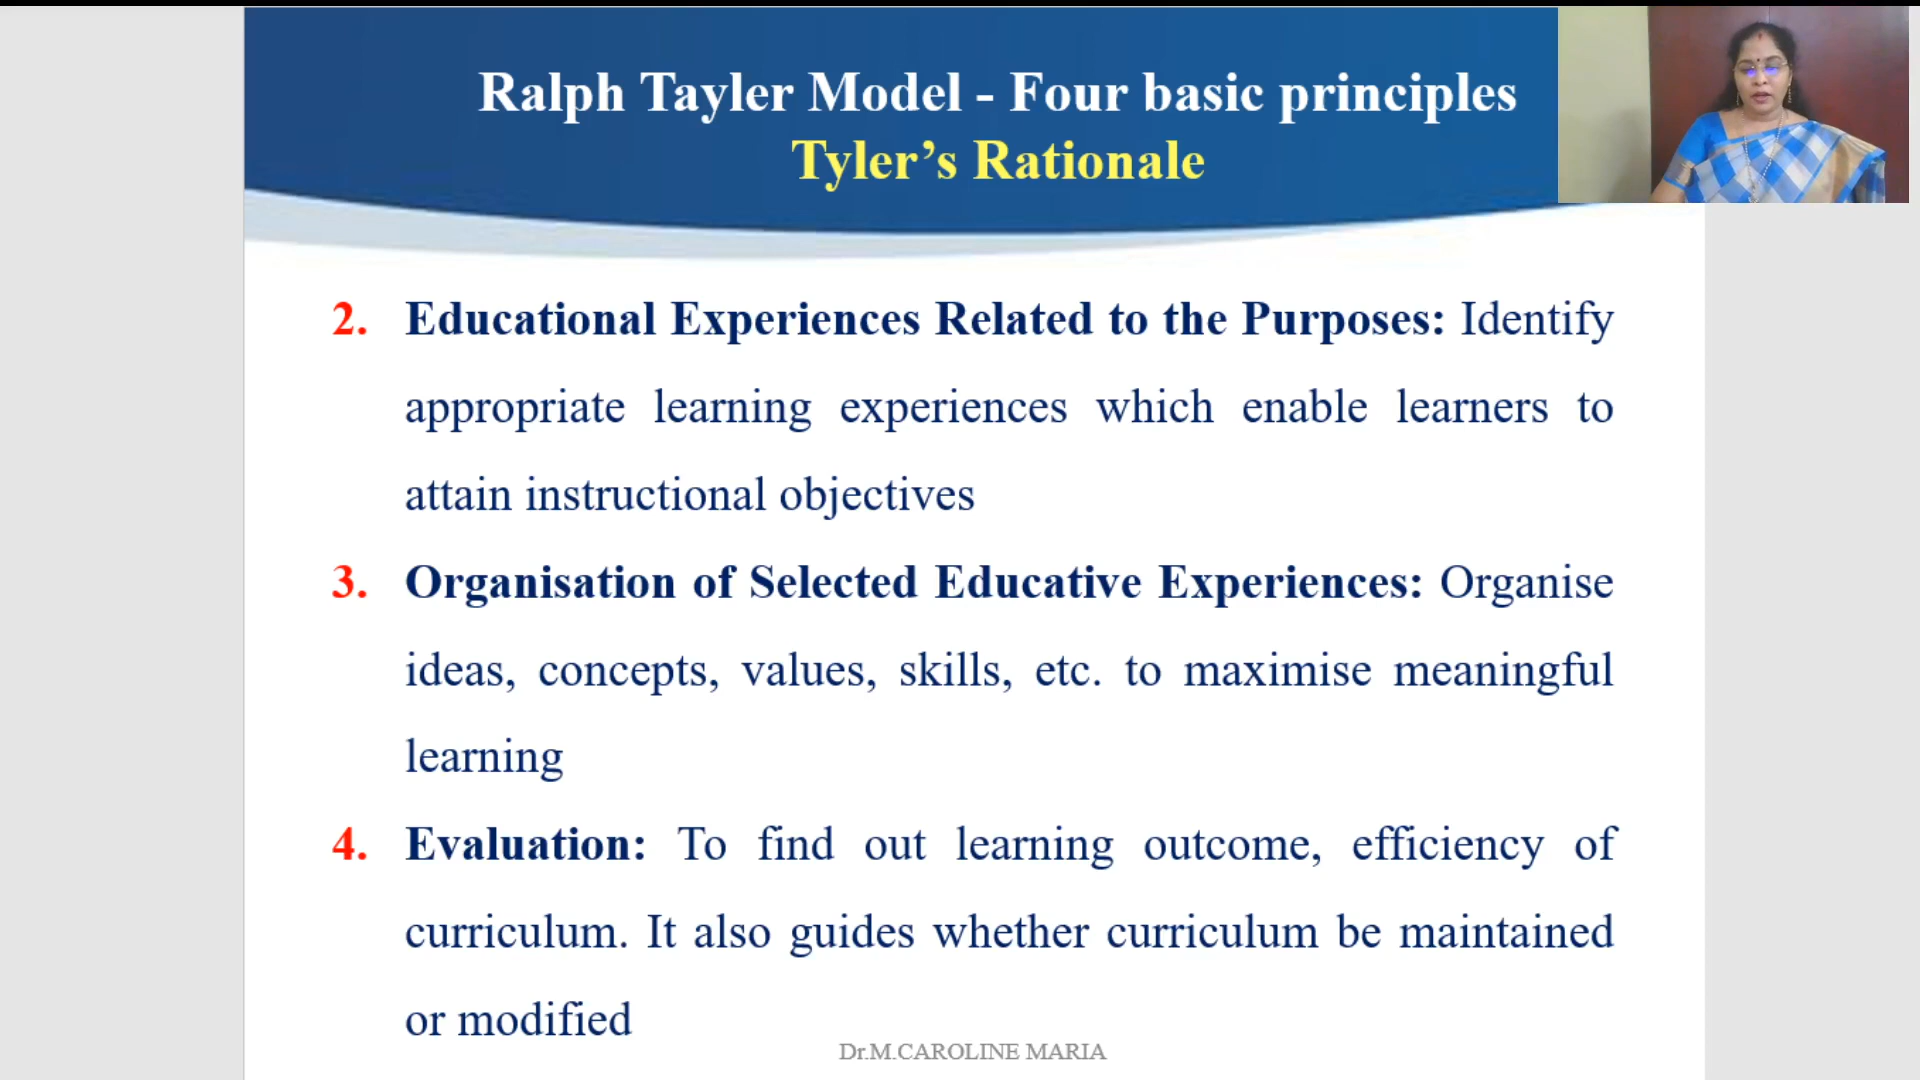 Ralph Tayler Model - Four basic principles
Tyler’s Rationale
2. Educational Experiences Related to the Purposes: Identify
appropriate learning experiences which enable learners to
attain instructional objectives
3. Organisation of Selected Educative Experiences: Organise
ideas, concepts, values, skills, etc. to maximise meaningful
learning
4. Evaluation: To find out learning outcome, efficiency of
curriculum. It also guides whether curriculum be maintained
or modified
Dr.M.CAROLINE MARIA